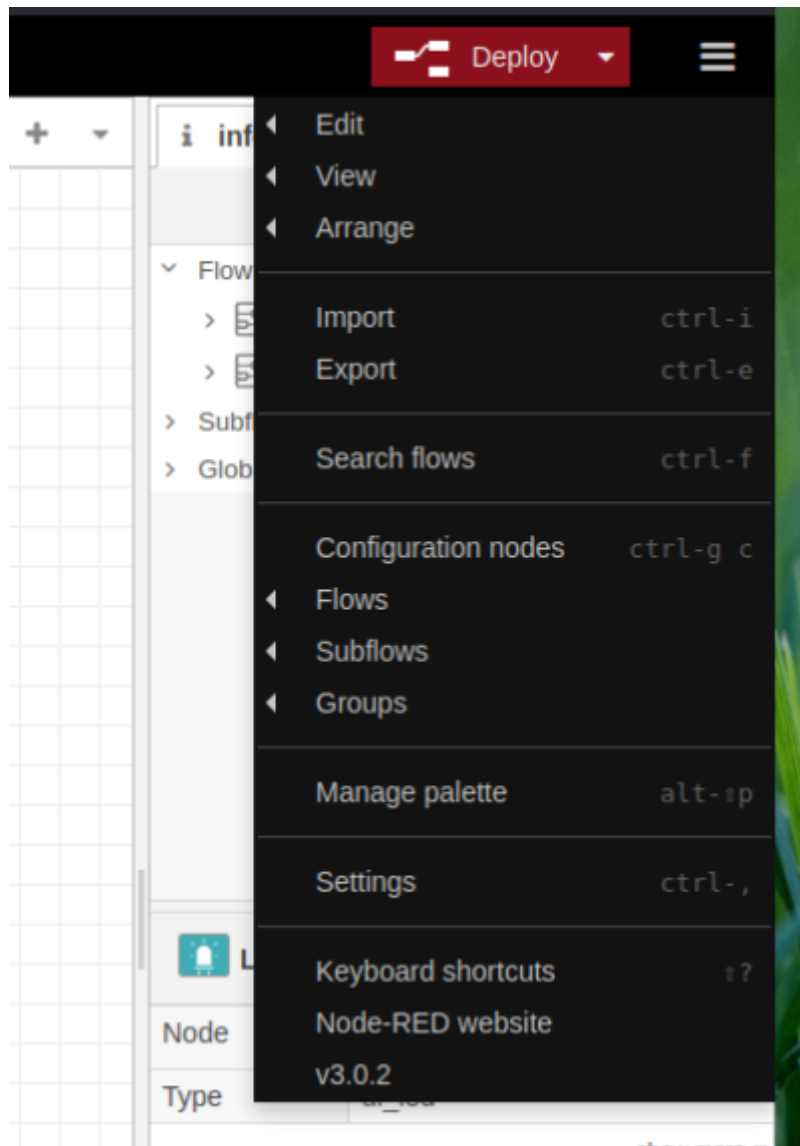 Deploy
inf
Edit
View
Arrange
Flow
Import ctrl-i
Export ctrl-e
Subfl
Search flows ctrl-f
Glob
Configuration nodes ctrl-g c
Flows
Subflows
Groups
Manage palette alt-⇧p
Settings ctrl-,
Keyboard shortcuts ⇧?
Node-RED website
Node
v3.0.2
Type